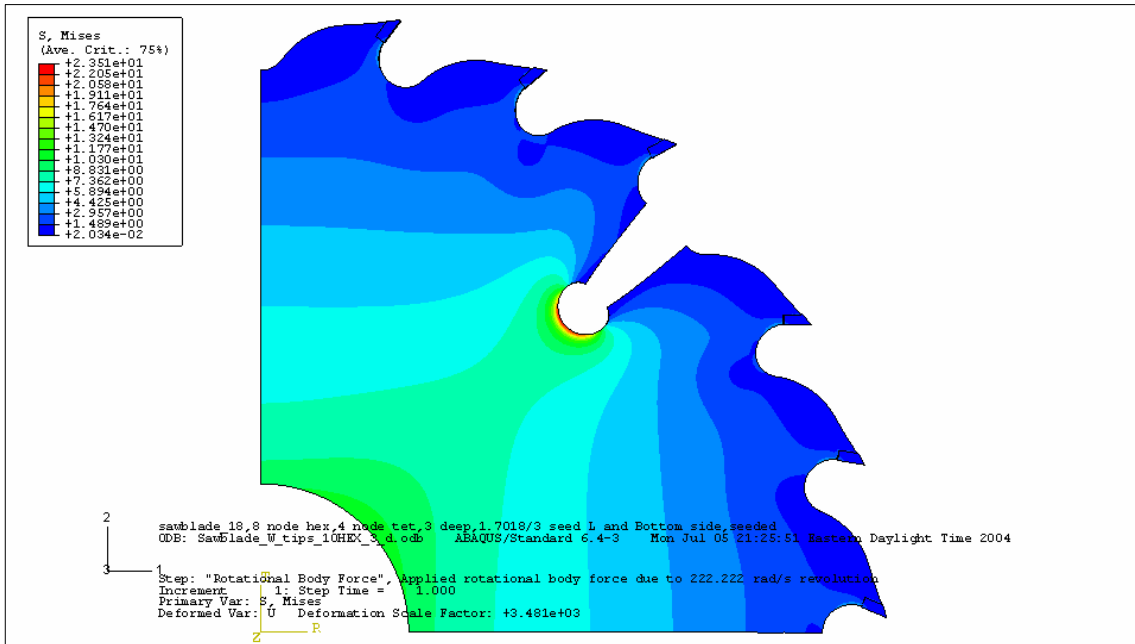 S, Mises
(Ave. Crit.: 75%)
+2.351e+01
+2.205e+01
+2.058e+01
+1.911e+01
+1.764e+01
+1.617e+01
+1.470e+01
+1.324e+01
+1.177e+01
+1.030e+01
+8.831e+00
+7.362e+00
+5.894e+00
+4.425e+00
+2.957e+00
+1.489e+00
+2.034e-02
2
3
1
sawblade_18,8 node hex,4 node tet,3 deep,1.7018/3 seed L and Bottom side,seeded
ODB: Sawblade_W_tips_10HEX_3_d.odb ABAQUS/Standard 6.4-3 Mon Jul 05 21:25:51 Eastern Daylight Time 2004
Step: "Rotational Body Force", Applied rotational body force due to 222.222 rad/s revolution
Increment 1: Step Time = 1.000
Primary Var: S, Mises
Deformed Var: U Deformation Scale Factor: +3.481e+03
T
Z
R